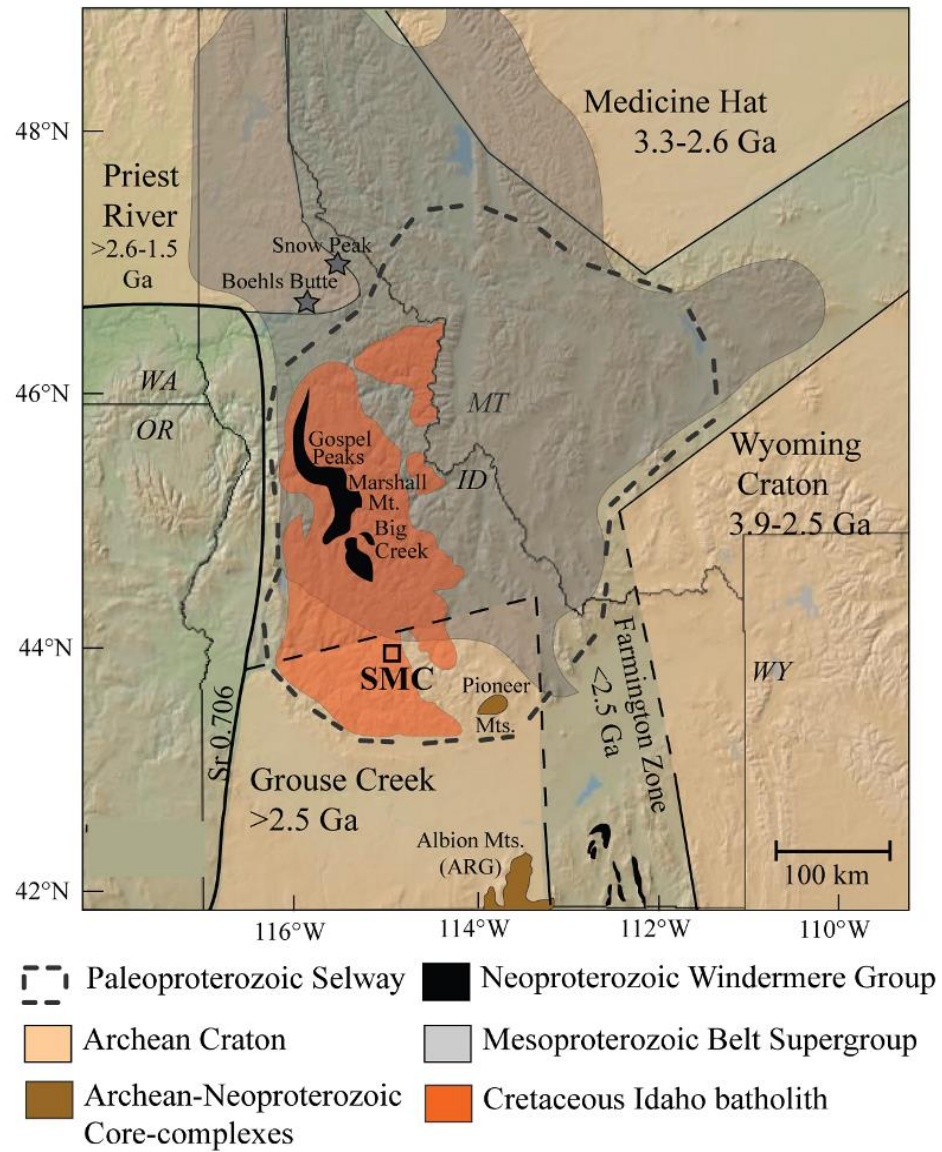 48°N
46°N
44°N
42°N
116°W
114°W
112°W
110°W
Medicine Hat
3.3-2.6 Ga
Priest
River
>2.6-1.5
Ga
Snow Peak
Boehls Butte
WA
OR
MT
ID
Gospel
Peaks
Marshall
Mt.
Big
Creek
Wyoming
Craton
3.9-2.5 Ga
WY
SMC
Pioneer
Mts.
Farmington Zone
<2.5 Ga
Sr 0.706
Grouse Creek
>2.5 Ga
Albion Mts.
(ARG)
100 km
Paleoproterozoic Selway
Neoproterozoic Windermere Group
Archean Craton
Mesoproterozoic Belt Supergroup
Archean-Neoproterozoic
Core-complexes
Cretaceous Idaho batholith